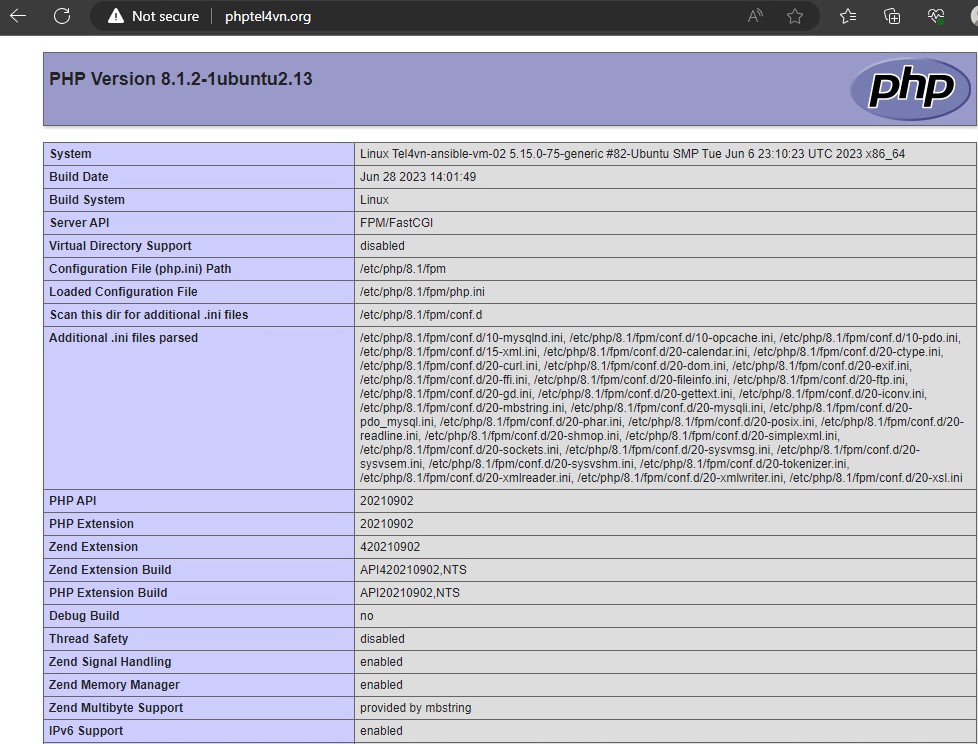 Not secure phptel4vn.org
PHP Version 8.1.2-1ubuntu2.13
php
System Linux Tel4vn-ansible-vm-02 5.15.0-75-generic #82-Ubuntu SMP Tue Jun 6 23:10:23 UTC 2023 x86_64
Build Date Jun 28 2023 14:01:49
Build System Linux
Server API FPM/FastCGI
Virtual Directory Support disabled
Configuration File (php.ini) Path /etc/php/8.1/fpm
Loaded Configuration File /etc/php/8.1/fpm/php.ini
Scan this dir for additional .ini files /etc/php/8.1/fpm/conf.d
Additional .ini files parsed /etc/php/8.1/fpm/conf.d/10-mysqlnd.ini, /etc/php/8.1/fpm/conf.d/10-opcache.ini, /etc/php/8.1/fpm/conf.d/10-pdo.ini,
/etc/php/8.1/fpm/conf.d/15-xml.ini, /etc/php/8.1/fpm/conf.d/20-calendar.ini, /etc/php/8.1/fpm/conf.d/20-ctype.ini,
/etc/php/8.1/fpm/conf.d/20-curl.ini, /etc/php/8.1/fpm/conf.d/20-dom.ini, /etc/php/8.1/fpm/conf.d/20-exif.ini,
/etc/php/8.1/fpm/conf.d/20-ffi.ini, /etc/php/8.1/fpm/conf.d/20-fileinfo.ini, /etc/php/8.1/fpm/conf.d/20-ftp.ini,
/etc/php/8.1/fpm/conf.d/20-gd.ini, /etc/php/8.1/fpm/conf.d/20-gettext.ini, /etc/php/8.1/fpm/conf.d/20-iconv.ini,
/etc/php/8.1/fpm/conf.d/20-mbstring.ini, /etc/php/8.1/fpm/conf.d/20-mysqli.ini, /etc/php/8.1/fpm/conf.d/20-
pdo_mysql.ini, /etc/php/8.1/fpm/conf.d/20-phar.ini, /etc/php/8.1/fpm/conf.d/20-posix.ini, /etc/php/8.1/fpm/conf.d/20-
readline.ini, /etc/php/8.1/fpm/conf.d/20-shmop.ini, /etc/php/8.1/fpm/conf.d/20-simplexml.ini,
/etc/php/8.1/fpm/conf.d/20-sockets.ini, /etc/php/8.1/fpm/conf.d/20-sysvmsg.ini, /etc/php/8.1/fpm/conf.d/20-
sysvsem.ini, /etc/php/8.1/fpm/conf.d/20-sysvshm.ini, /etc/php/8.1/fpm/conf.d/20-tokenizer.ini,
/etc/php/8.1/fpm/conf.d/20-xmlreader.ini, /etc/php/8.1/fpm/conf.d/20-xmlwriter.ini, /etc/php/8.1/fpm/conf.d/20-xsl.ini
PHP API 20210902
PHP Extension 20210902
Zend Extension 420210902
Zend Extension Build API420210902,NTS
PHP Extension Build API20210902,NTS
Debug Build no
Thread Safety disabled
Zend Signal Handling enabled
Zend Memory Manager enabled
Zend Multibyte Support provided by mbstring
IPv6 Support enabled